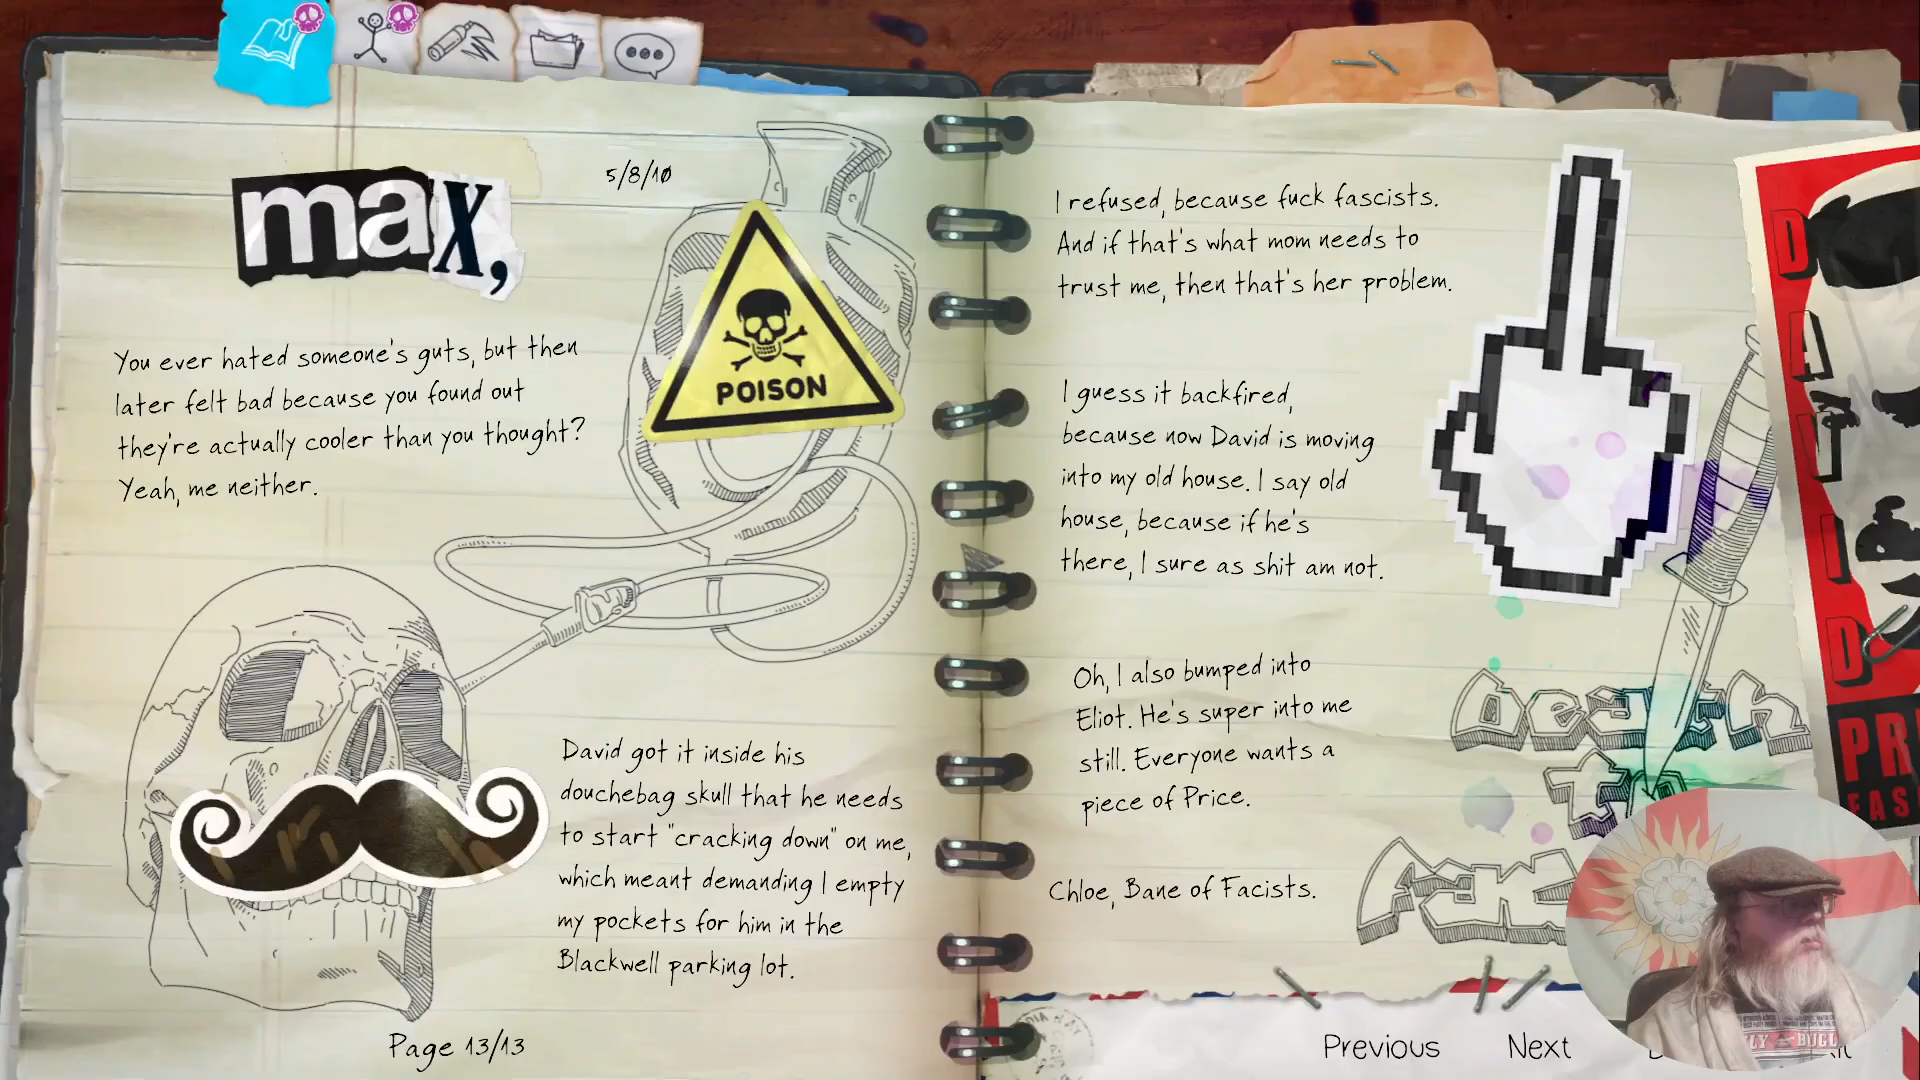 max,
5/8/10
POISON
You ever hated someone's guts, but then
later felt bad because you found out
they're actually cooler than you thought?
Yeah, me neither.
David got it inside his
douchebag skull that he needs
to start "cracking down" on me,
which meant demanding I empty
my pockets for him in the
Blackwell parking lot.
Page 13/13
I refused, because fuck fascists.
And if that's what mom needs to
trust me, then that's her problem.
I guess it backfired,
because now David is moving
into my old house. I say old
house, because if he's
there, I sure as shit am not.
Oh, I also bumped into
Eliot. He's super into me
still. Everyone wants a
piece of Price.
Chloe, Bane of Facists.
DAVID
Death
to
Previous
Next